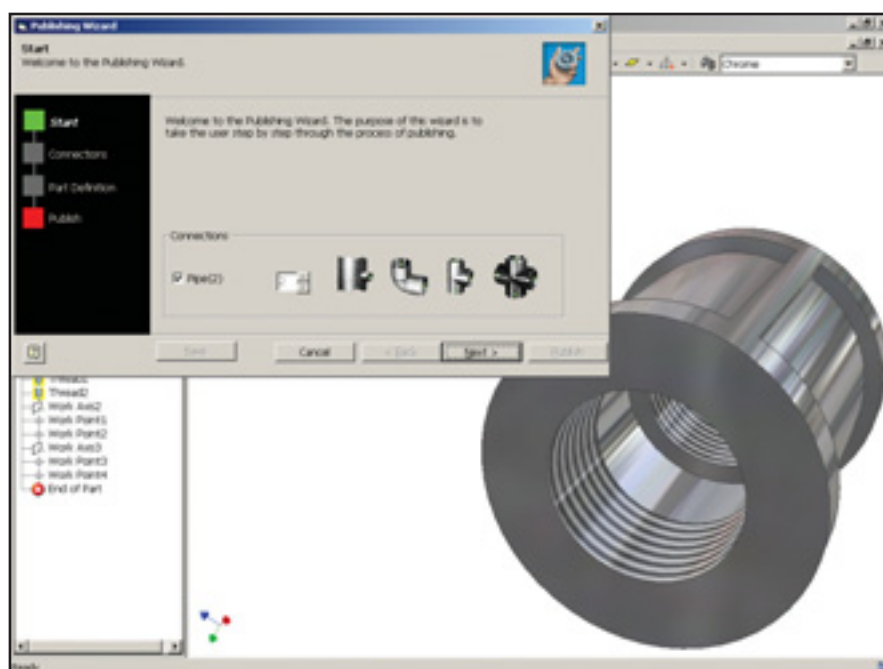 Publishing Wizard
Start
Welcome to the Publishing Wizard.
Chrome
Start
Connections
Part Definition
Publish
Welcome to the Publishing Wizard. The purpose of this wizard is to
take the user step by step through the process of publishing.
Connections
Pipe(2)
Cancel
< Back
Next >
Publish
Thread1
Thread2
Work Axis2
Work Point1
Work Point2
Work Axis3
Work Point3
Work Point4
End of Part
Ready